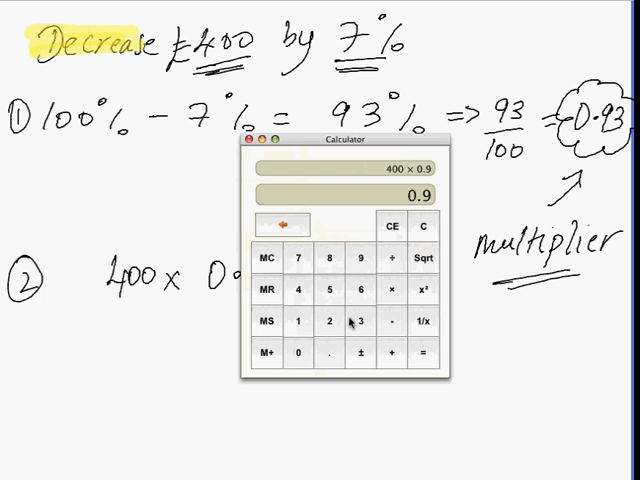 Decrease £400 by 7%
① 100% - 7% = 93% => 93/100 = 0.93
multiplier
② 400 x 0.
Calculator
400 × 0.9
0.9
CE C
MC 7 8 9 ÷ Sqrt
MR 4 5 6 × x²
MS 1 2 3 - 1/x
M+ 0 . ± + =